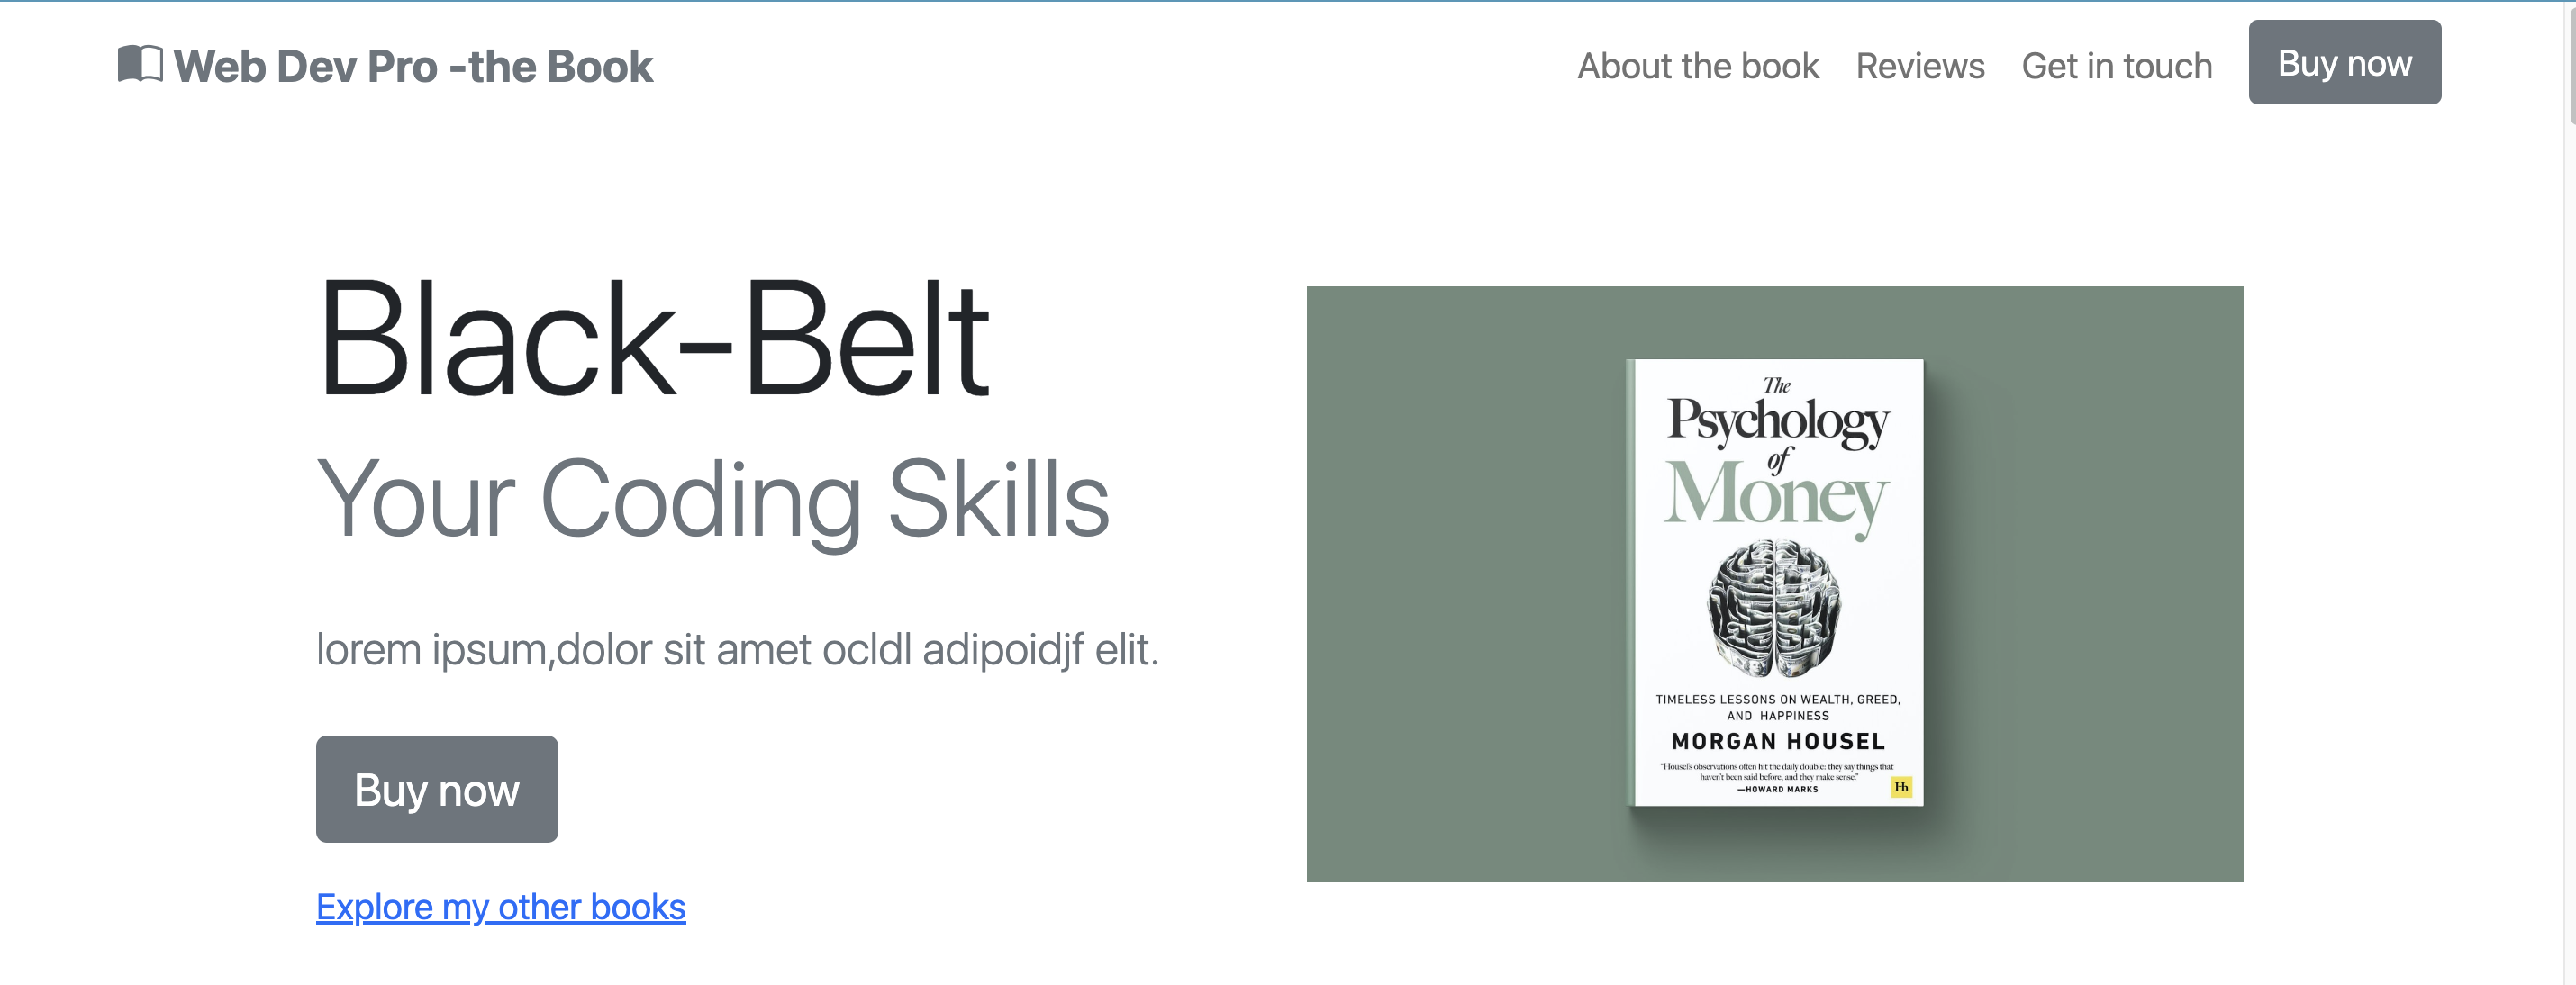 Web Dev Pro -the Book
About the book
Reviews
Get in touch
Buy now
Black-Belt
Your Coding Skills
lorem ipsum,dolor sit amet ocldl adipoidjf elit.
Buy now
Explore my other books
The
Psychology
of
Money
TIMELESS LESSONS ON WEALTH, GREED,
AND HAPPINESS
MORGAN HOUSEL
"Housel's observations often hit the daily double: they say things that
haven't been said before, and they make sense."
—HOWARD MARKS
Hh